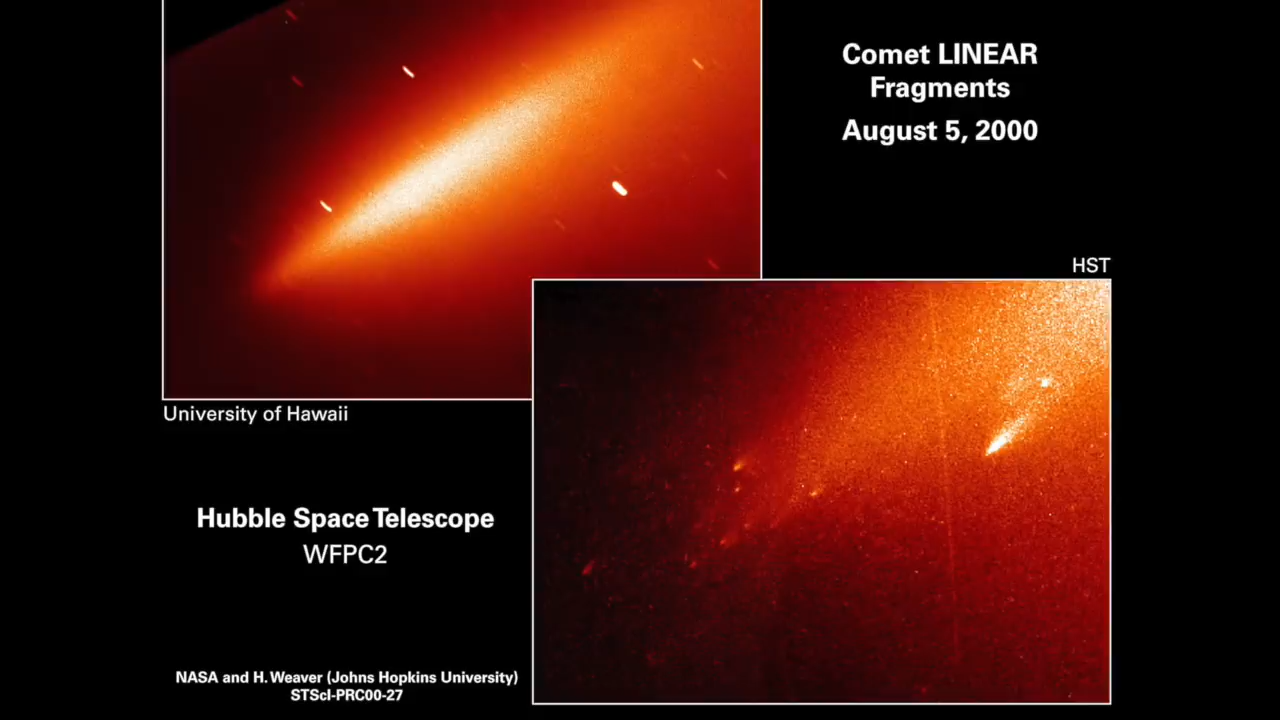 Comet LINEAR
Fragments
August 5, 2000
HST
University of Hawaii
Hubble Space Telescope
WFPC2
NASA and H. Weaver (Johns Hopkins University)
STScI-PRC00-27